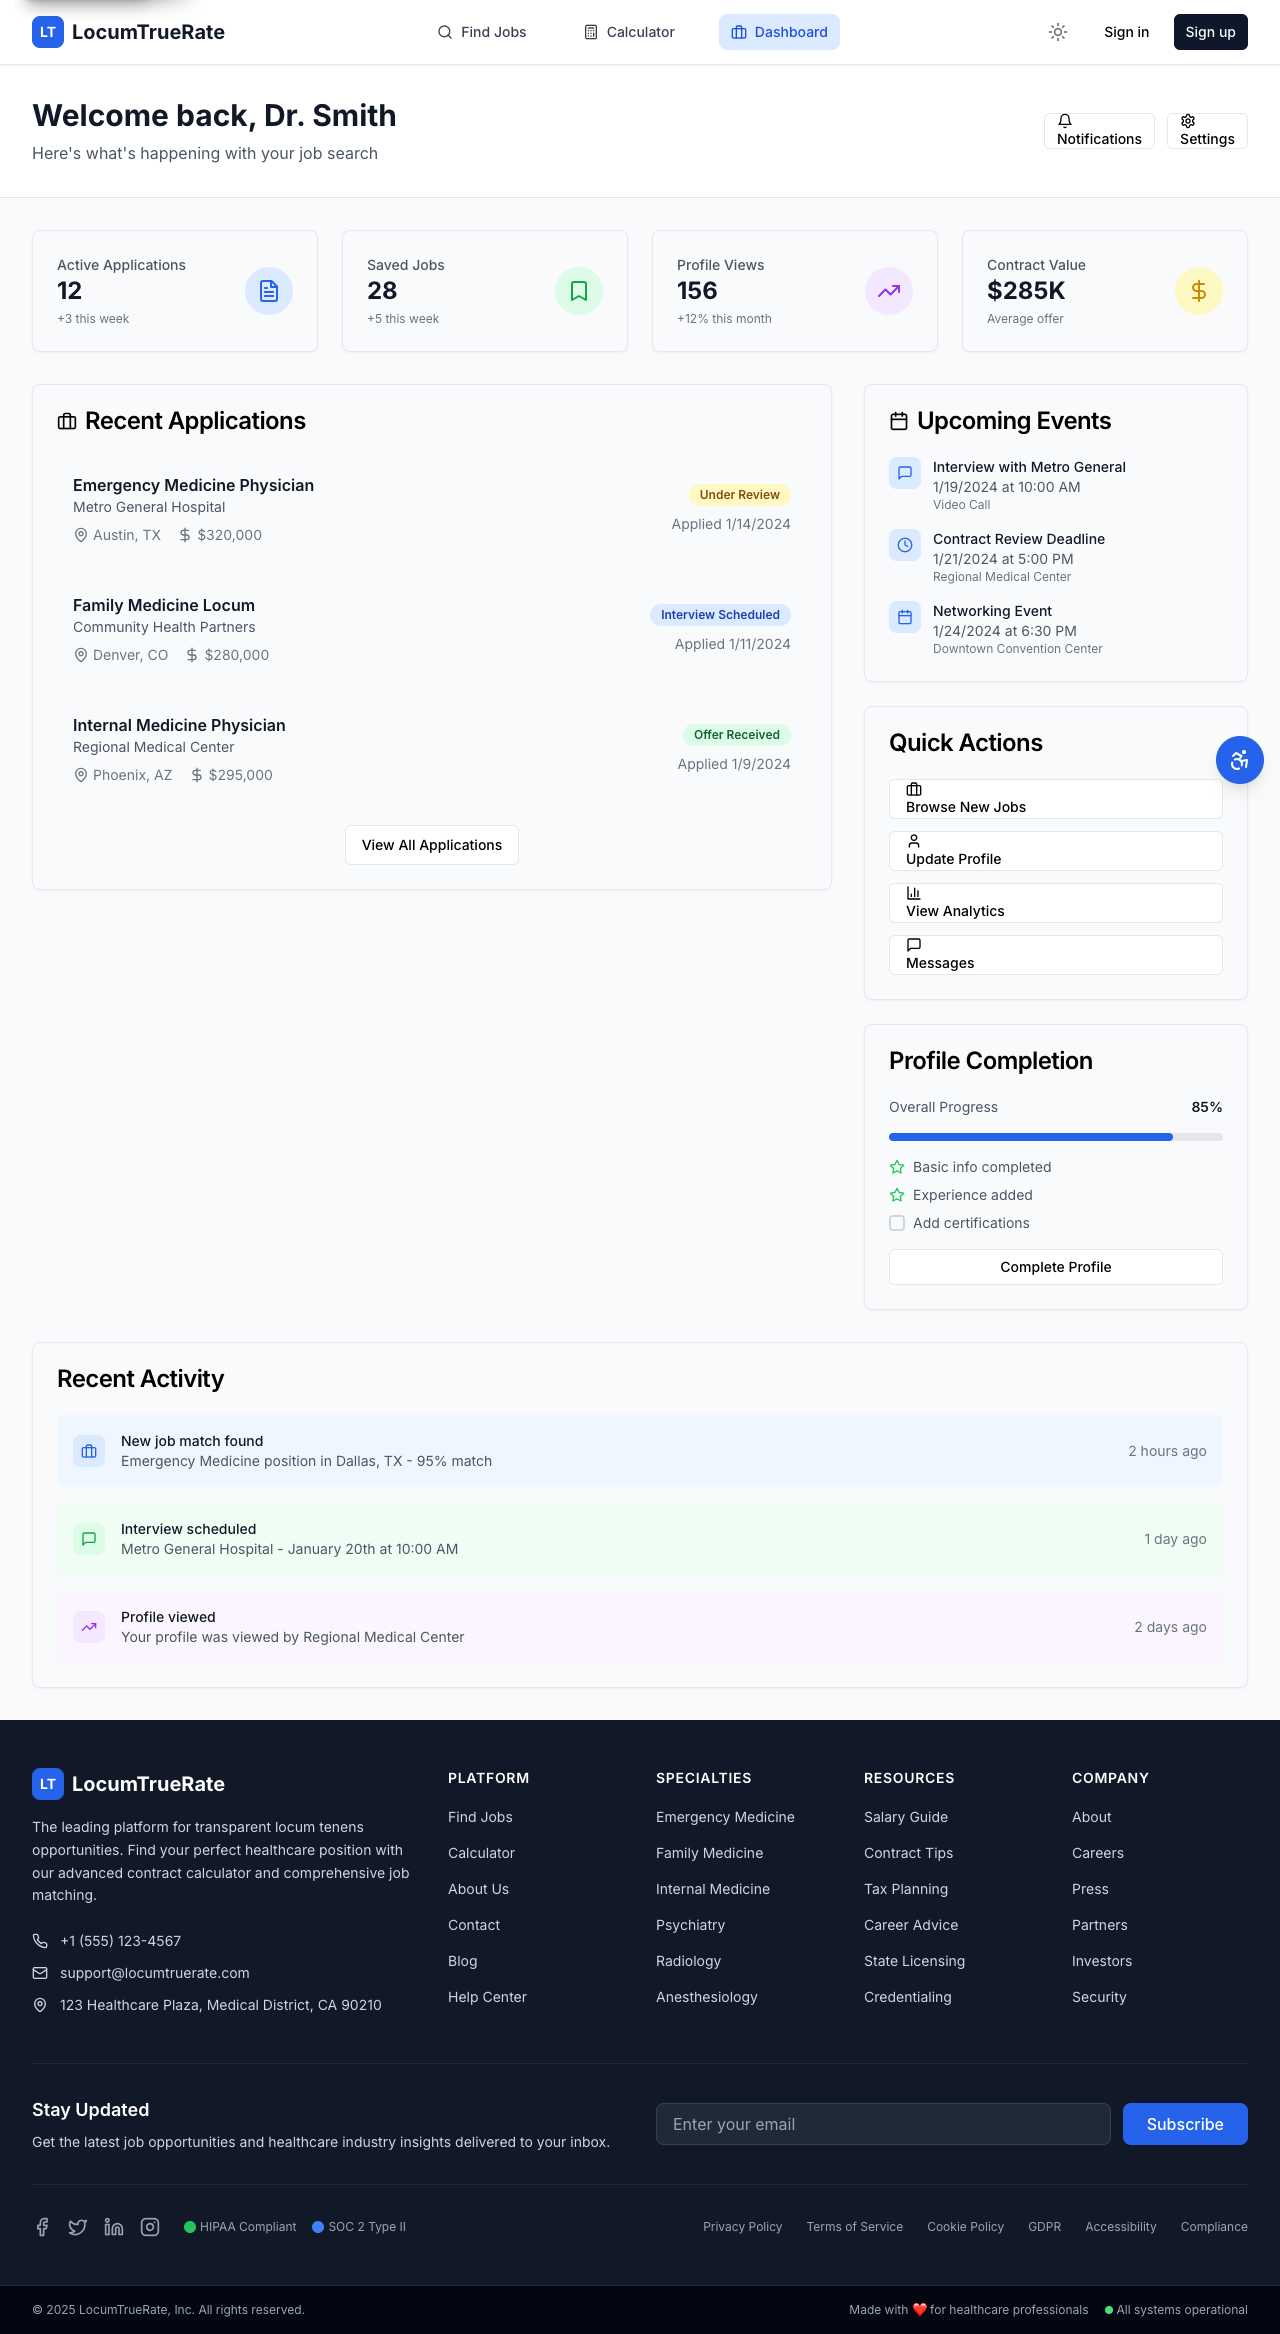 LT LocumTrueRate
Find Jobs
Calculator
Dashboard
Sign in
Sign up
Welcome back, Dr. Smith
Here's what's happening with your job search
Notifications
Settings
Active Applications
12
+3 this week
Saved Jobs
28
+5 this week
Profile Views
156
+12% this month
Contract Value
$285K
Average offer
Recent Applications
Emergency Medicine Physician
Metro General Hospital
Austin, TX $320,000
Under Review
Applied 1/14/2024
Family Medicine Locum
Community Health Partners
Denver, CO $280,000
Interview Scheduled
Applied 1/11/2024
Internal Medicine Physician
Regional Medical Center
Phoenix, AZ $295,000
Offer Received
Applied 1/9/2024
View All Applications
Upcoming Events
Interview with Metro General
1/19/2024 at 10:00 AM
Video Call
Contract Review Deadline
1/21/2024 at 5:00 PM
Regional Medical Center
Networking Event
1/24/2024 at 6:30 PM
Downtown Convention Center
Quick Actions
Browse New Jobs
Update Profile
View Analytics
Messages
Profile Completion
Overall Progress 85%
Basic info completed
Experience added
Add certifications
Complete Profile
Recent Activity
New job match found
Emergency Medicine position in Dallas, TX - 95% match
2 hours ago
Interview scheduled
Metro General Hospital - January 20th at 10:00 AM
1 day ago
Profile viewed
Your profile was viewed by Regional Medical Center
2 days ago
LT LocumTrueRate
The leading platform for transparent locum tenens
opportunities. Find your perfect healthcare position with
our advanced contract calculator and comprehensive job
matching.
+1 (555) 123-4567
support@locumtruerate.com
123 Healthcare Plaza, Medical District, CA 90210
PLATFORM
Find Jobs
Calculator
About Us
Contact
Blog
Help Center
SPECIALTIES
Emergency Medicine
Family Medicine
Internal Medicine
Psychiatry
Radiology
Anesthesiology
RESOURCES
Salary Guide
Contract Tips
Tax Planning
Career Advice
State Licensing
Credentialing
COMPANY
About
Careers
Press
Partners
Investors
Security
Stay Updated
Get the latest job opportunities and healthcare industry insights delivered to your inbox.
Enter your email
Subscribe
HIPAA Compliant
SOC 2 Type II
Privacy Policy
Terms of Service
Cookie Policy
GDPR
Accessibility
Compliance
© 2025 LocumTrueRate, Inc. All rights reserved.
Made with ❤️ for healthcare professionals
All systems operational